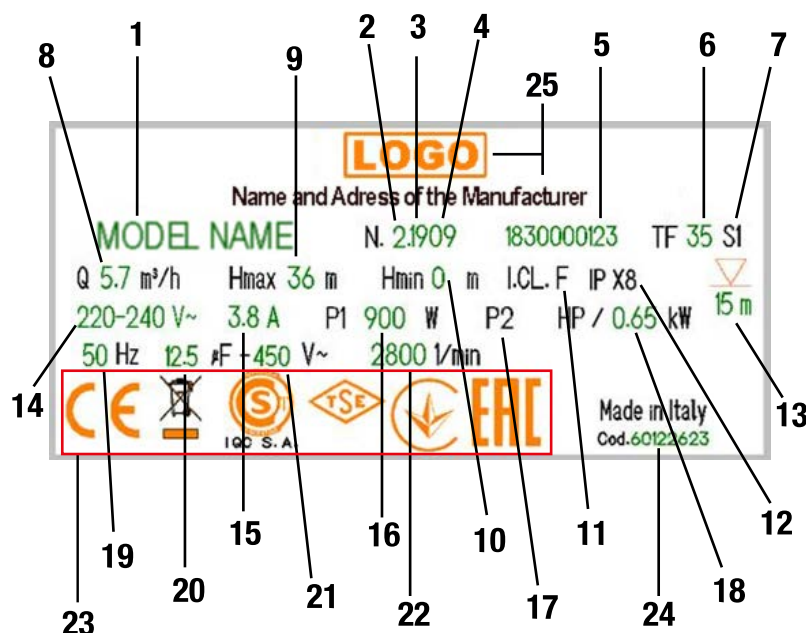 1 2 3 4 5 6 7
8 9 25
LOGO
Name and Adress of the Manufacturer
MODEL NAME N. 2.1909 1830000123 TF 35 S1
Q 5.7 m³/h Hmax 36 m Hmin 0 m I.CL. F IP X8
220-240 V~ 3.8 A P1 900 W P2 HP / 0.65 kW 15 m
50 Hz 12.5 µF -450 V~ 2800 1/min
CE S TSE EAC
IQC S.A.
Made in Italy
Cod.60122623
14 13
19 20 15 21 16 22 10 17 11 18 12
23 24